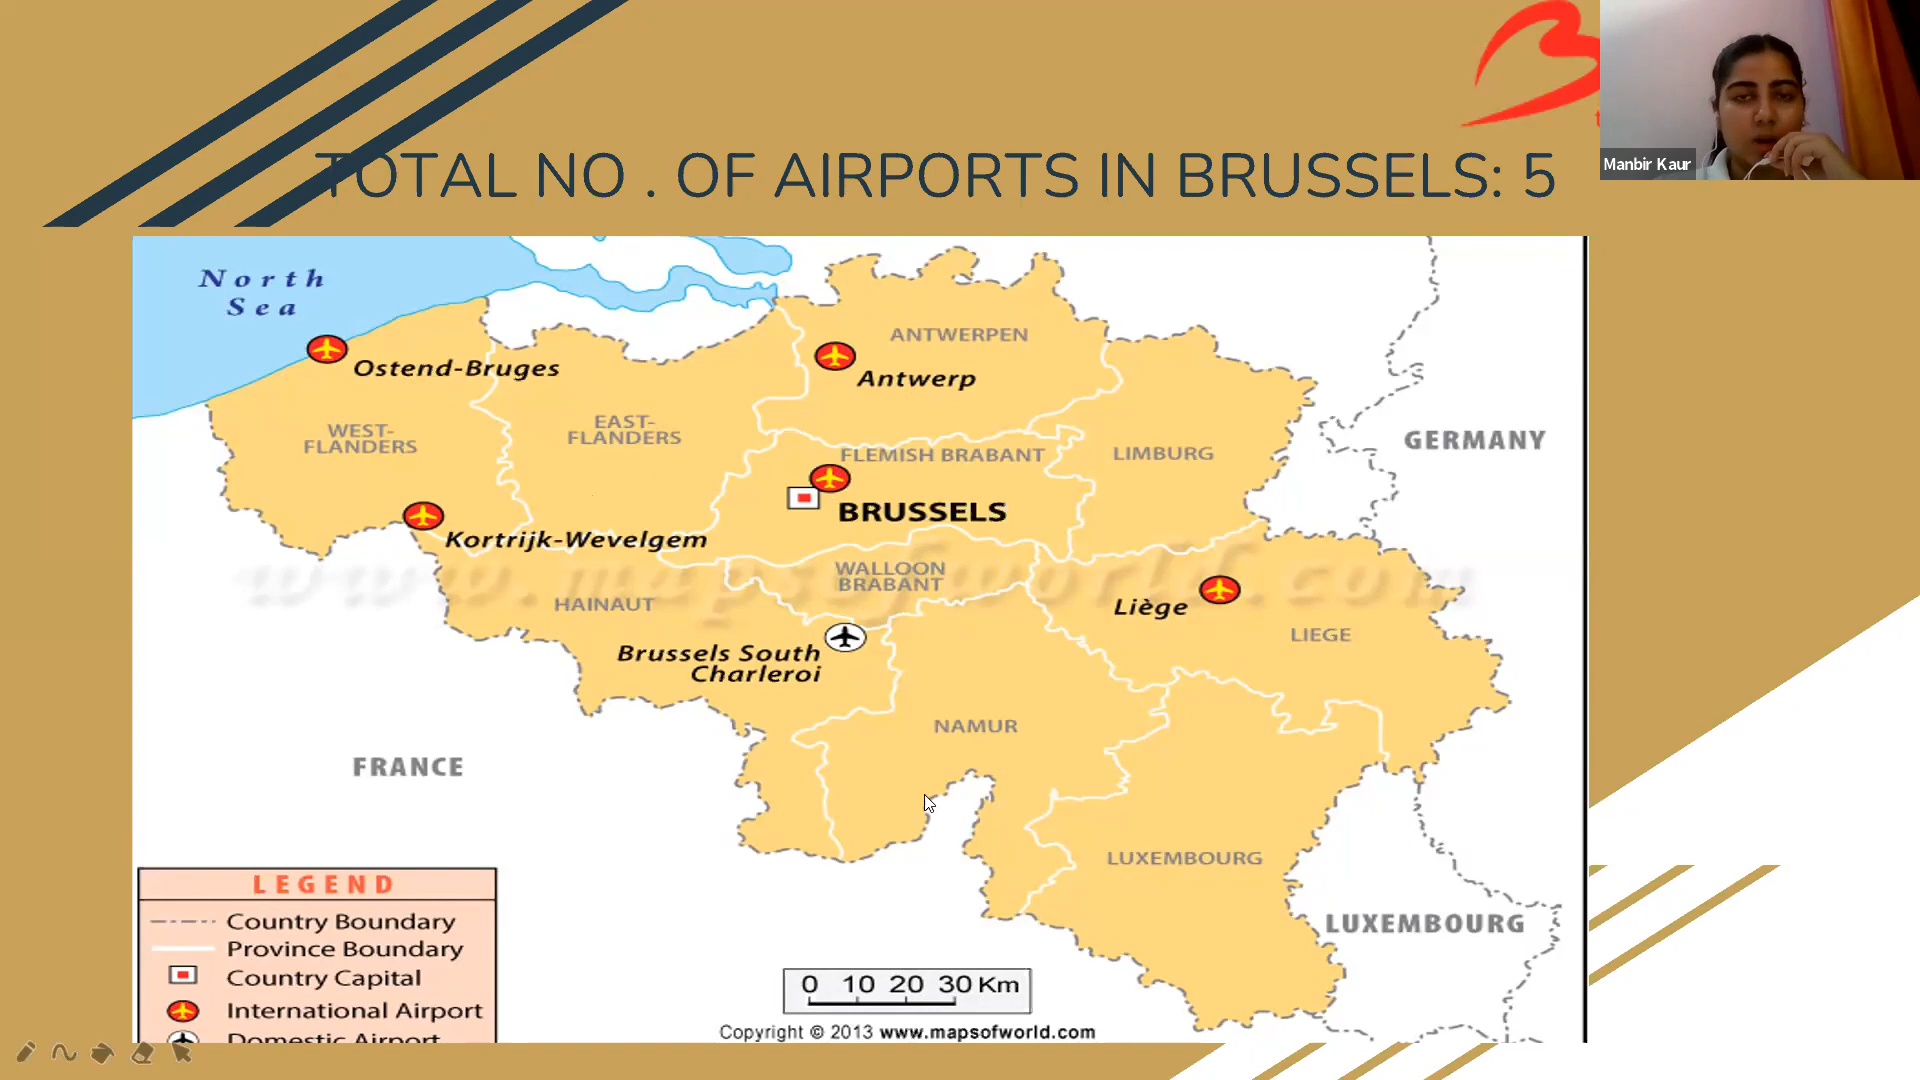 TOTAL NO . OF AIRPORTS IN BRUSSELS: 5
Manbir Kaur
North
Sea
Ostend-Bruges
ANTWERPEN
Antwerp
WEST-
FLANDERS
EAST-
FLANDERS
FLEMISH BRABANT
LIMBURG
GERMANY
BRUSSELS
Kortrijk-Wevelgem
www.mapsofworld.com
WALLOON
BRABANT
HAINAUT
Liège
LIEGE
Brussels South
Charleroi
NAMUR
FRANCE
LUXEMBOURG
LUXEMBOURG
LEGEND
Country Boundary
Province Boundary
Country Capital
International Airport
Domestic Airport
0 10 20 30 Km
Copyright © 2013 www.mapsofworld.com